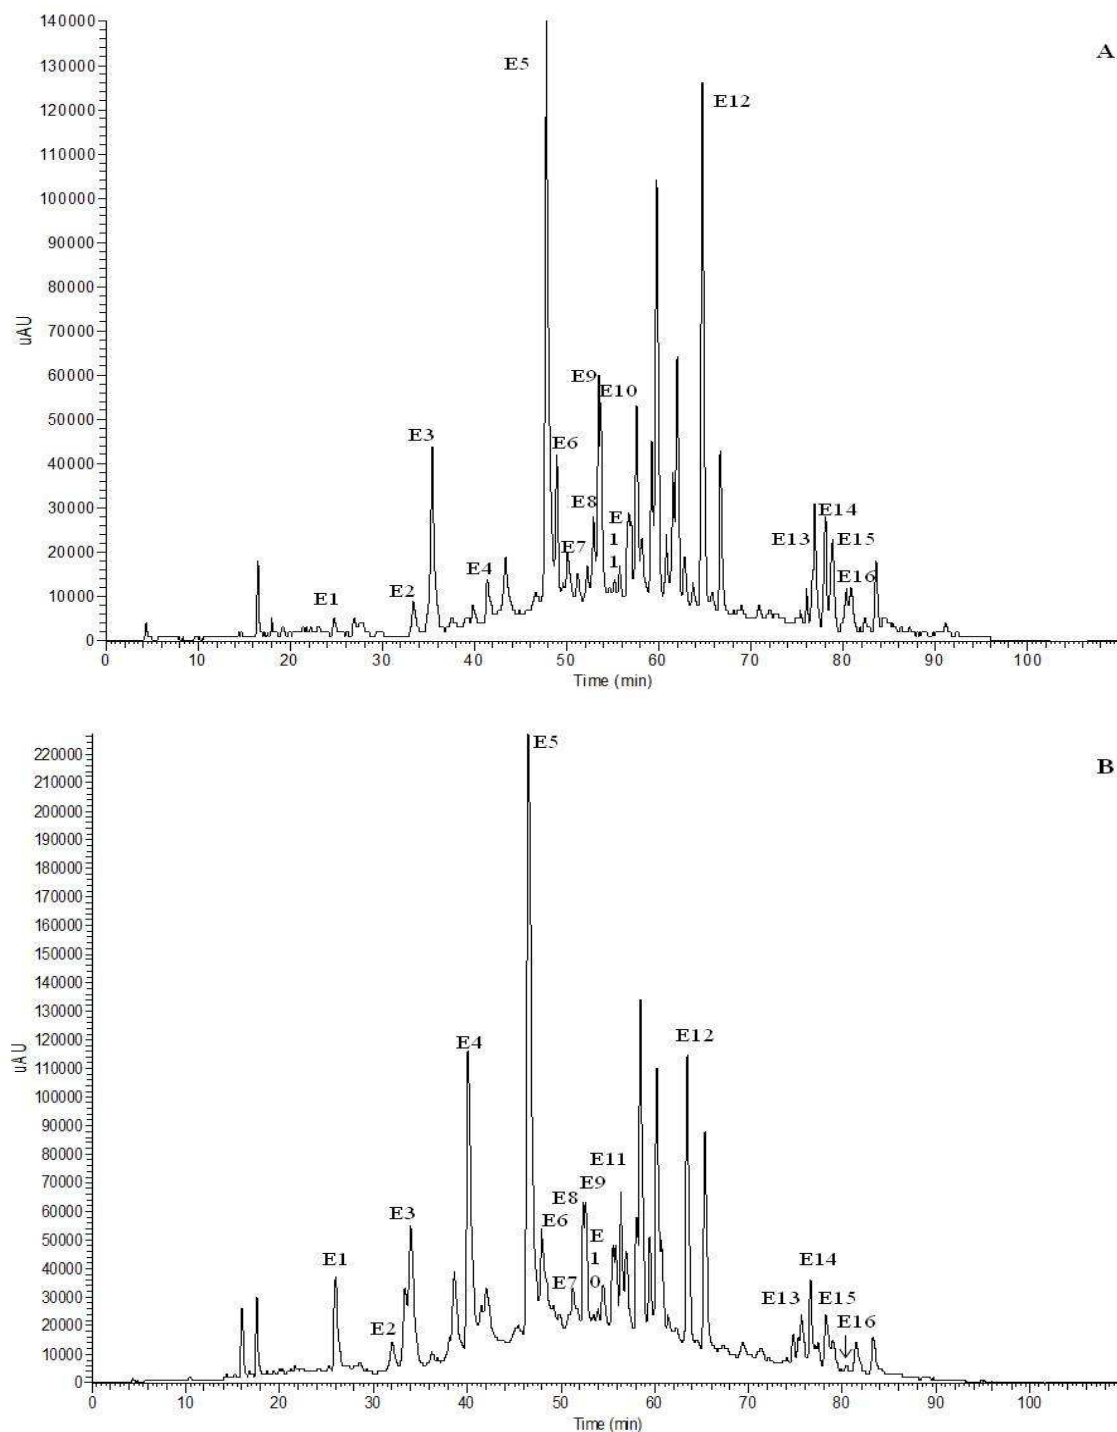 A
140000
130000
120000
110000
100000
90000
80000
70000
60000
50000
40000
30000
20000
10000
0
uAU
E1
E2
E3
E4
E5
E6
E7
E8
E9
E10
E
1
1
E12
E13
E14
E15
E16
0 10 20 30 40 50 60 70 80 90 100
Time (min)
B
220000
210000
200000
190000
180000
170000
160000
150000
140000
130000
120000
110000
100000
90000
80000
70000
60000
50000
40000
30000
20000
10000
0
uAU
E1
E2
E3
E4
E5
E6
E7
E8
E9
E
1
0
E11
E12
E13
E14
E15
E16
0 10 20 30 40 50 60 70 80 90 100
Time (min)